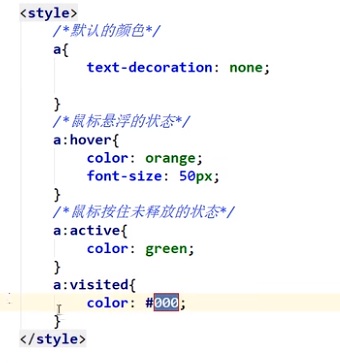 <style>
/*默认的颜色*/
a{
text-decoration: none;
}
/*鼠标悬浮的状态*/
a:hover{
color: orange;
font-size: 50px;
}
/*鼠标按住未释放的状态*/
a:active{
color: green;
}
a:visited{
color: #000;
}
</style>